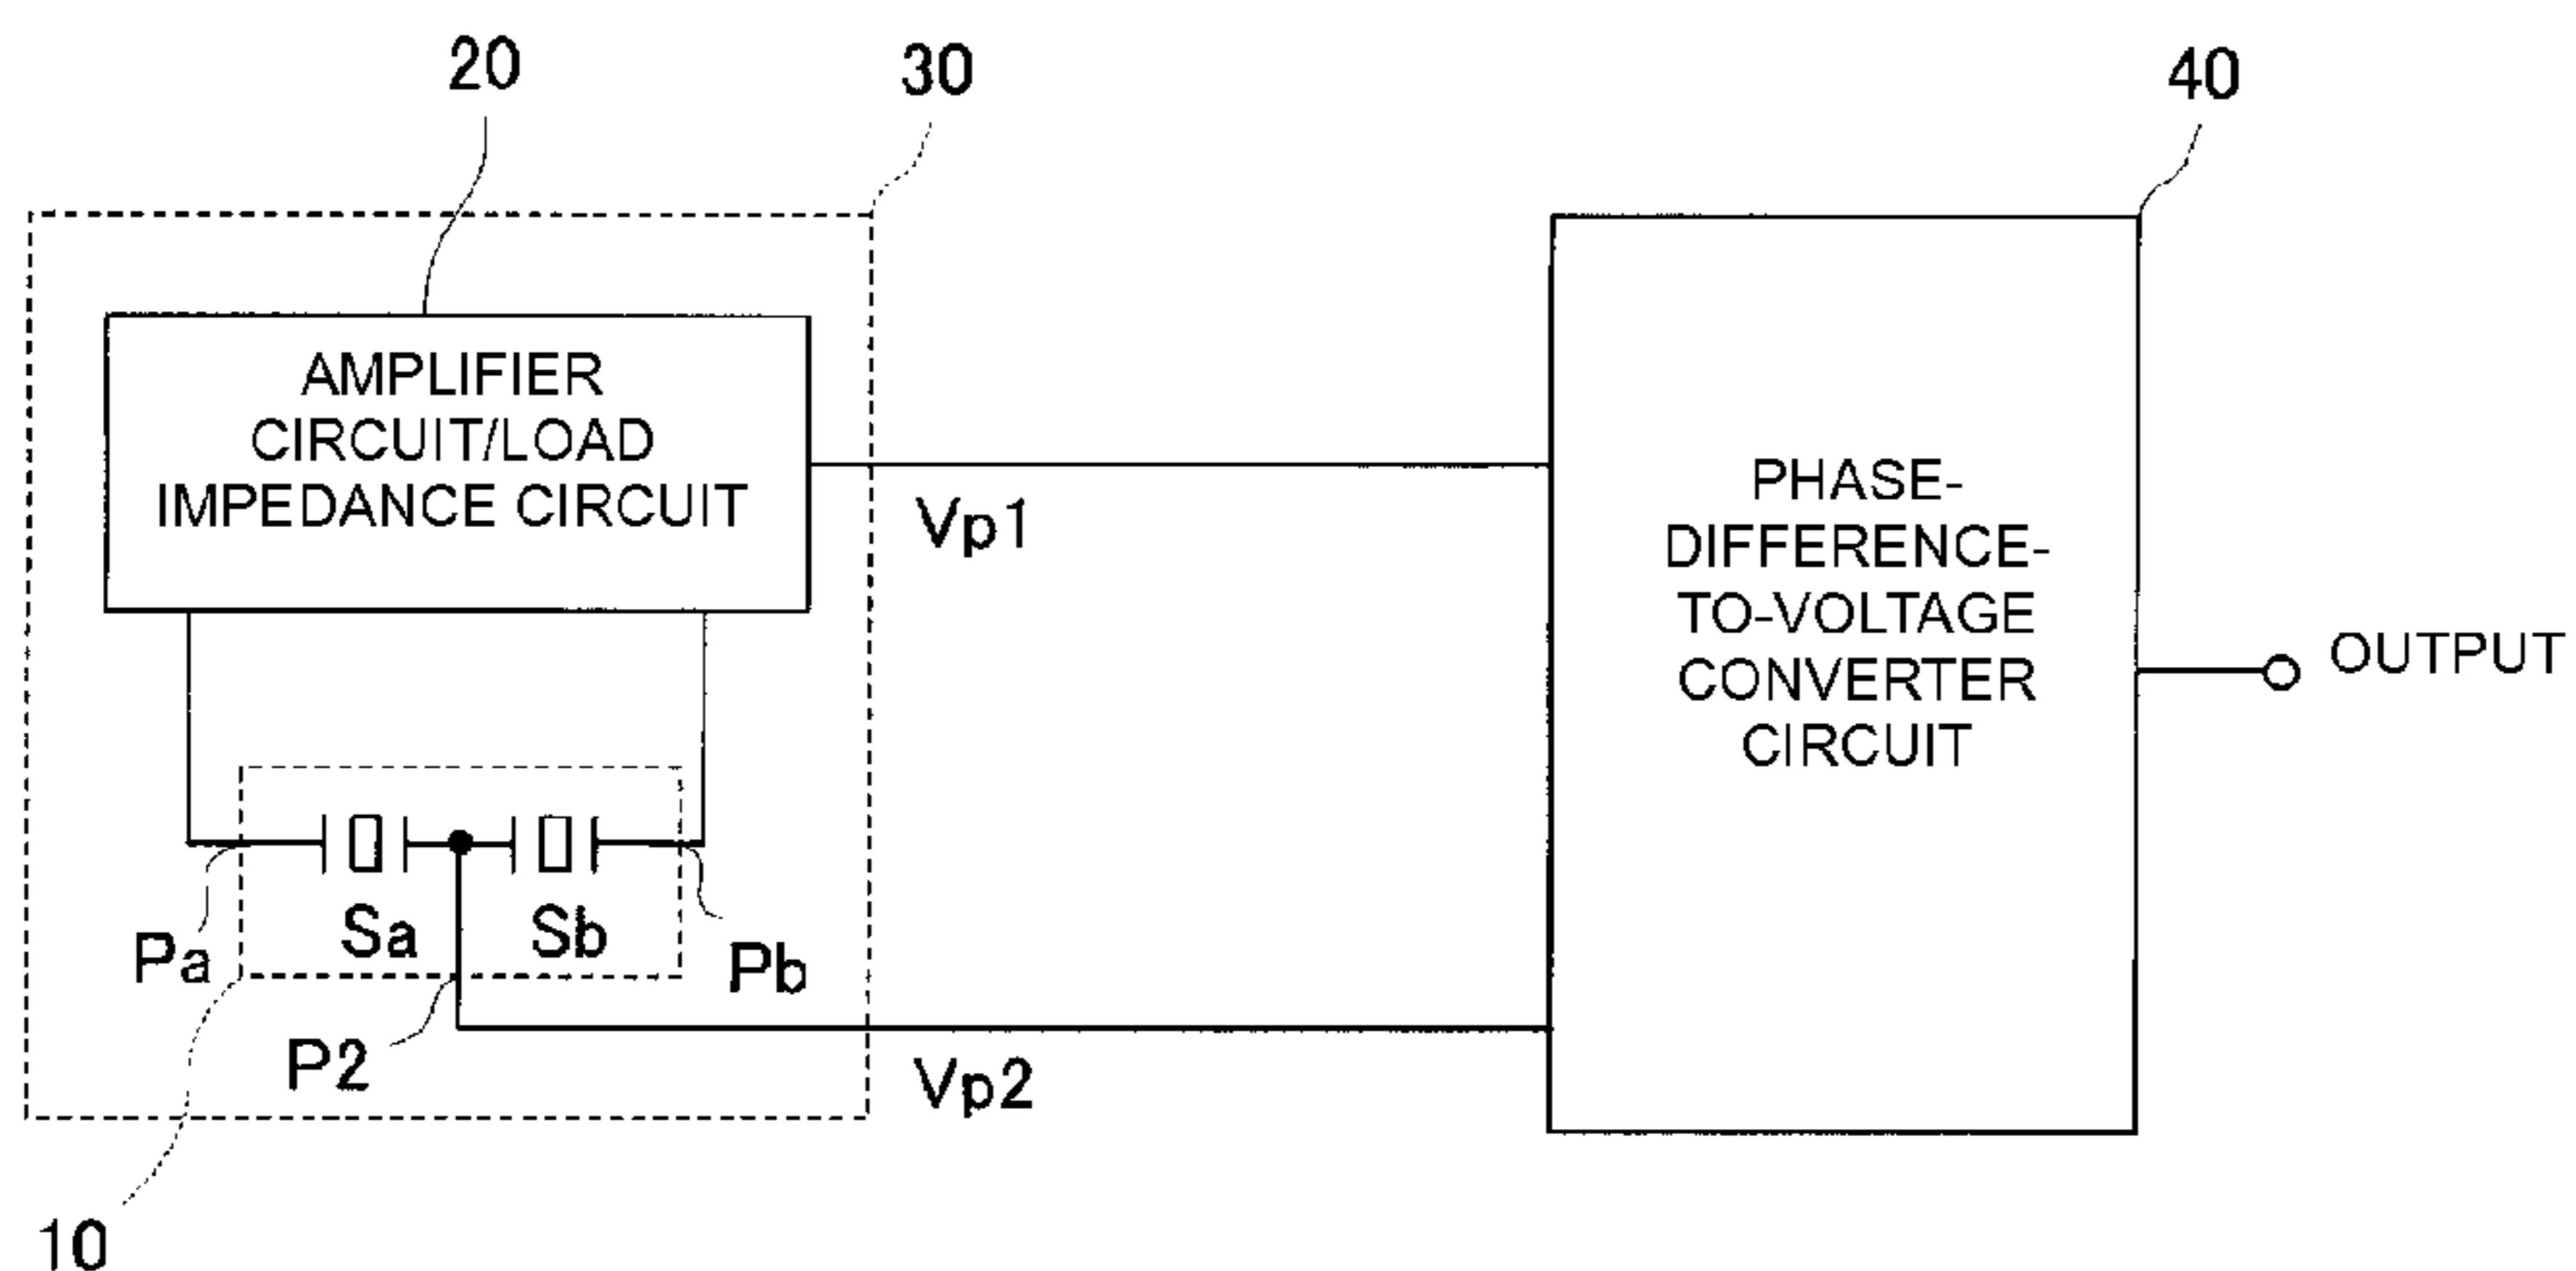 20
30
40
AMPLIFIER
CIRCUIT/LOAD
IMPEDANCE CIRCUIT
Vp1
PHASE-
DIFFERENCE-
TO-VOLTAGE
CONVERTER
CIRCUIT
OUTPUT
Sa
Sb
Pa
Pb
P2
Vp2
10